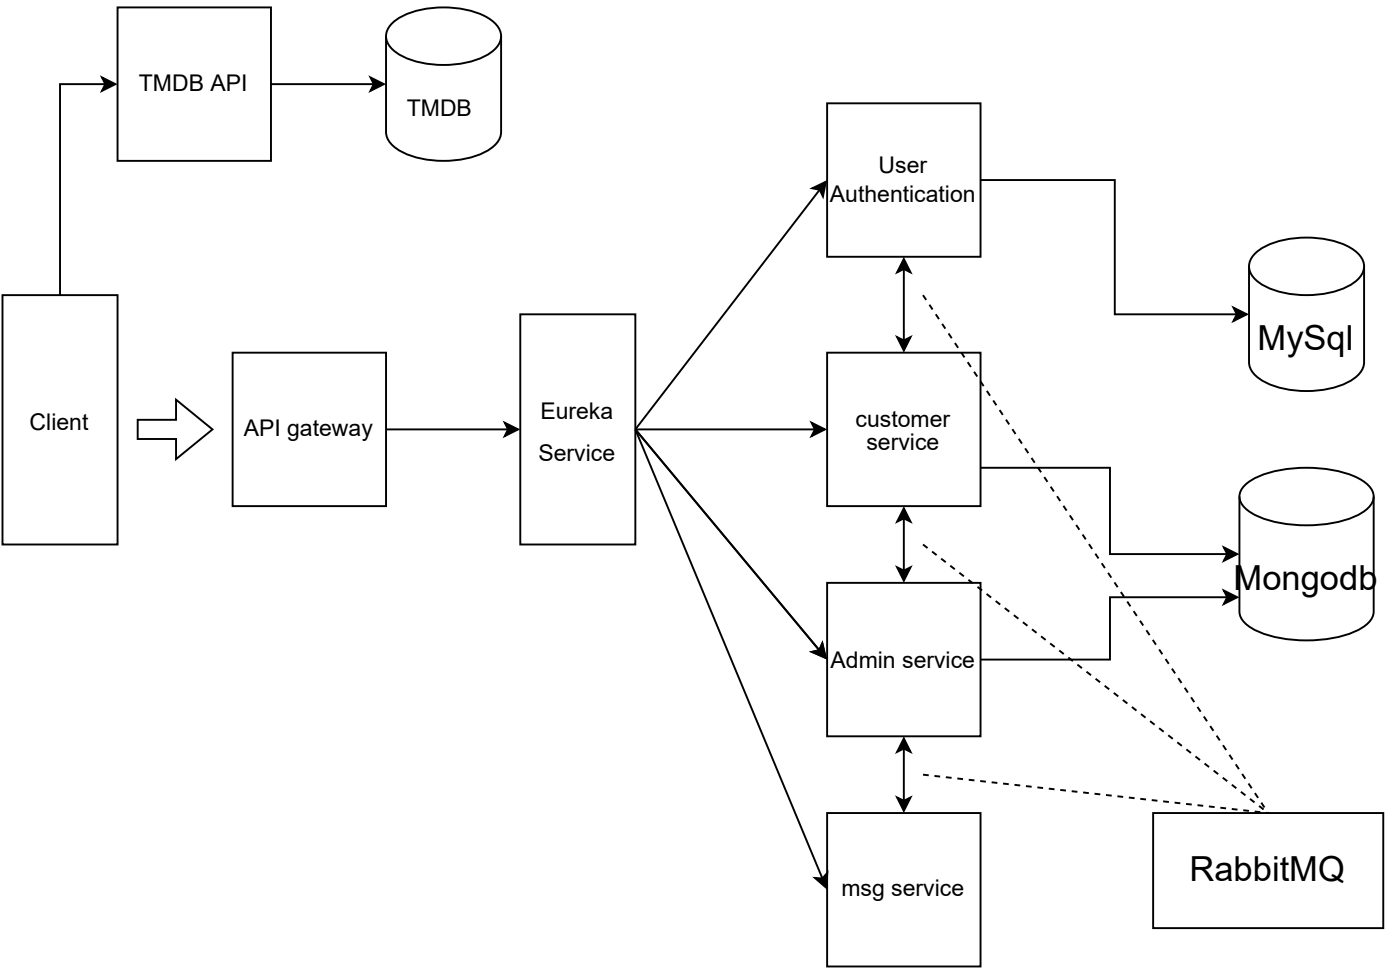 TMDB API
TMDB
User
Authentication
MySql
Client
API gateway
Eureka
Service
customer
service
Mongodb
Admin service
msg service
RabbitMQ